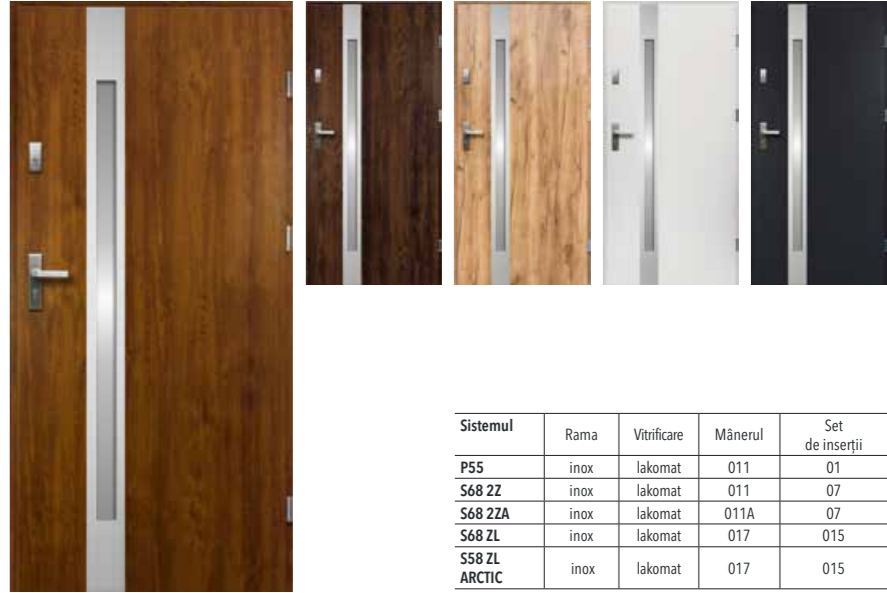 Sistemul Rama Vitrificare Mânerul Set de inserții
P55 inox lakomat 011 01
S68 2Z inox lakomat 011 07
S68 2ZA inox lakomat 011A 07
S68 ZL inox lakomat 017 015
S58 ZL ARCTIC inox lakomat 017 015